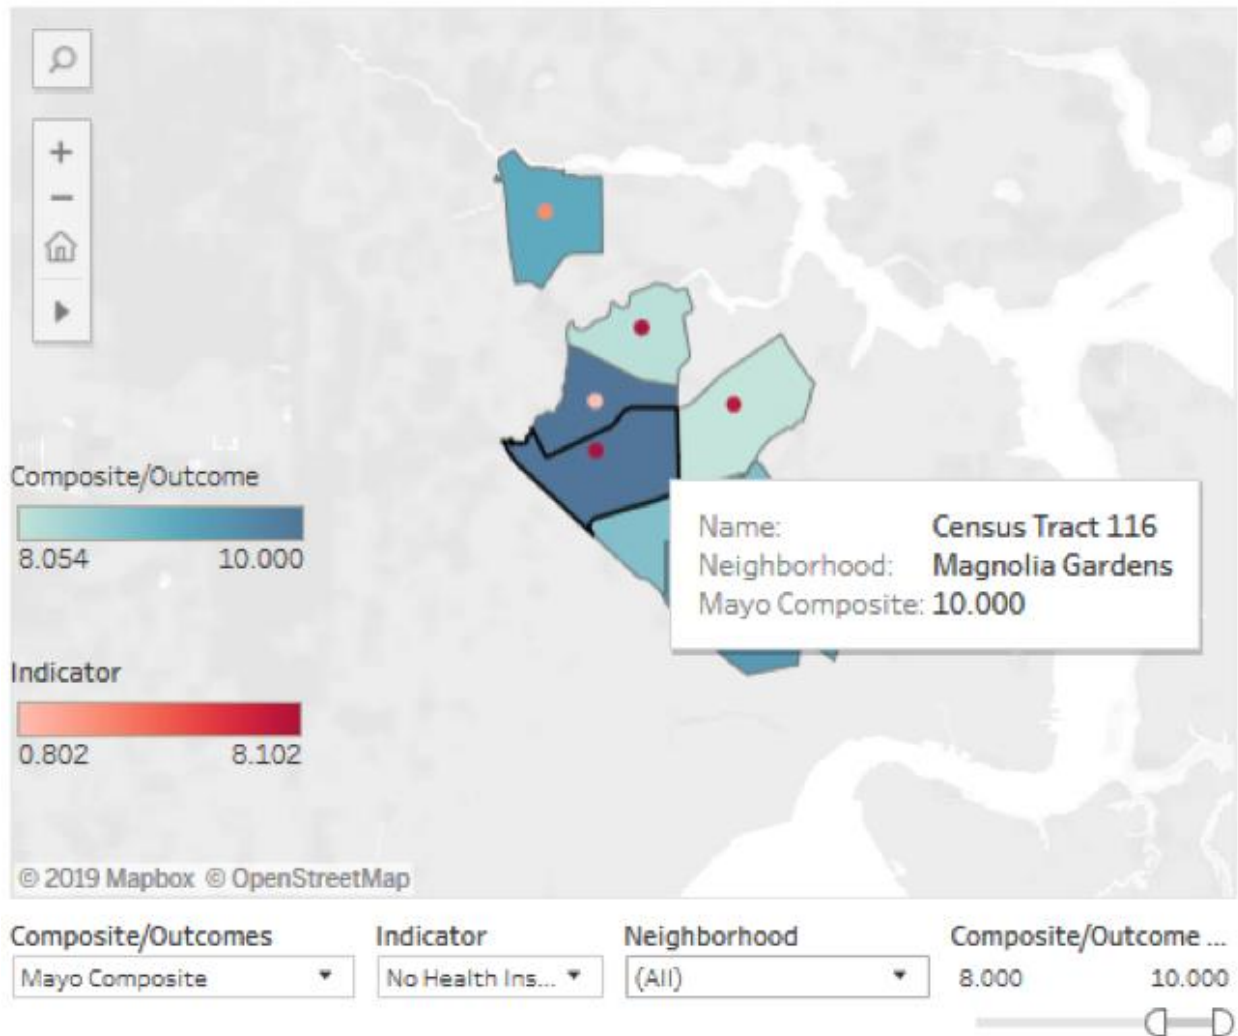 Composite/Outcome
8.054 10.000
Name: Census Tract 116
Neighborhood: Magnolia Gardens
Mayo Composite: 10.000
Indicator
0.802 8.102
© 2019 Mapbox © OpenStreetMap
Composite/Outcomes Indicator Neighborhood Composite/Outcome ...
Mayo Composite No Health Ins... (All) 8.000 10.000